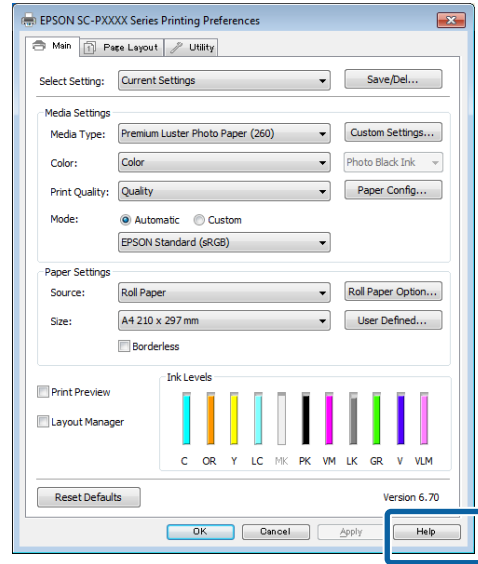 EPSON SC-PXXXX Series Printing Preferences
Main Page Layout Utility
Select Setting: Current Settings Save/Del...
Media Settings
Media Type: Premium Luster Photo Paper (260) Custom Settings...
Color: Color Photo Black Ink
Print Quality: Quality Paper Config...
Mode: Automatic Custom
EPSON Standard (sRGB)
Paper Settings
Source: Roll Paper Roll Paper Option...
Size: A4 210 x 297 mm User Defined...
Borderless
Ink Levels
Print Preview
Layout Manager
C OR Y LC MK PK VM LK GR V VLM
Reset Defaults Version 6.70
OK Cancel Apply Help